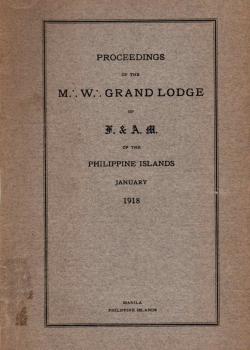 PROCEEDINGS
OF THE
M∴ W∴ GRAND LODGE
OF
F. & A. M.
OF THE
PHILIPPINE ISLANDS
JANUARY
1918
MANILA
PHILIPPINE ISLANDS